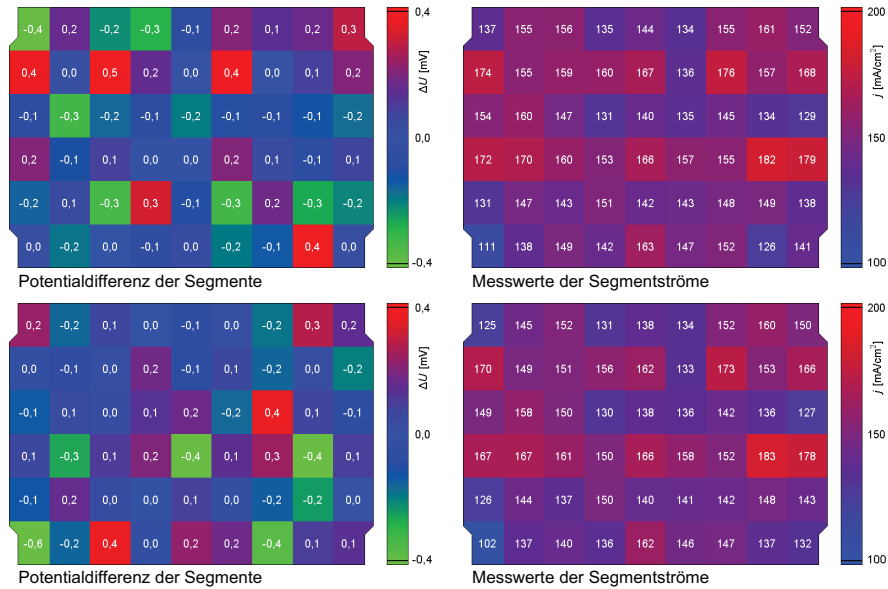 -0,4 0,2 -0,2 -0,3 -0,1 0,2 -0,2 0,2 0,3
0,4 0,0 0,5 0,2 0,0 0,4 0,0 0,1 0,2
-0,1 -0,3 -0,2 -0,1 -0,2 -0,1 -0,1 -0,1 -0,2
0,2 -0,1 0,1 0,0 0,0 0,2 0,0 -0,1 0,1
-0,2 0,1 -0,3 0,3 -0,1 -0,3 0,2 -0,3 -0,2
0,0 -0,2 0,0 -0,1 0,0 -0,2 -0,1 0,4 0,0
Potentialdifferenz der Segmente
0,4
ΔU [mV]
0,0
-0,4
137 155 156 135 144 134 155 161 152
174 155 159 160 167 136 176 157 168
154 160 147 131 140 135 145 134 129
172 170 160 153 166 157 155 182 179
131 147 143 151 142 143 148 149 138
111 138 149 142 163 147 152 126 141
Messwerte der Segmentströme
200
j [mA/cm²]
150
100
0,2 -0,2 0,1 0,0 -0,1 0,0 -0,2 0,3 0,2
0,0 -0,1 0,0 0,2 -0,1 0,1 -0,2 0,0 -0,2
-0,1 0,1 0,0 0,1 0,2 -0,2 0,4 0,1 -0,1
0,1 -0,3 0,1 0,2 -0,4 0,1 0,3 -0,4 0,1
-0,1 0,2 0,0 0,0 0,1 0,0 -0,2 -0,2 0,0
-0,6 -0,2 0,4 0,0 0,2 0,2 -0,4 0,1 0,1
Potentialdifferenz der Segmente
0,4
ΔU [mV]
0,0
-0,4
125 145 152 131 138 134 152 160 150
170 149 151 156 162 133 173 153 166
149 158 150 130 138 136 142 136 127
167 167 161 150 166 158 152 183 178
126 144 137 150 140 141 142 148 143
102 137 140 136 162 146 147 137 132
Messwerte der Segmentströme
200
j [mA/cm²]
150
100